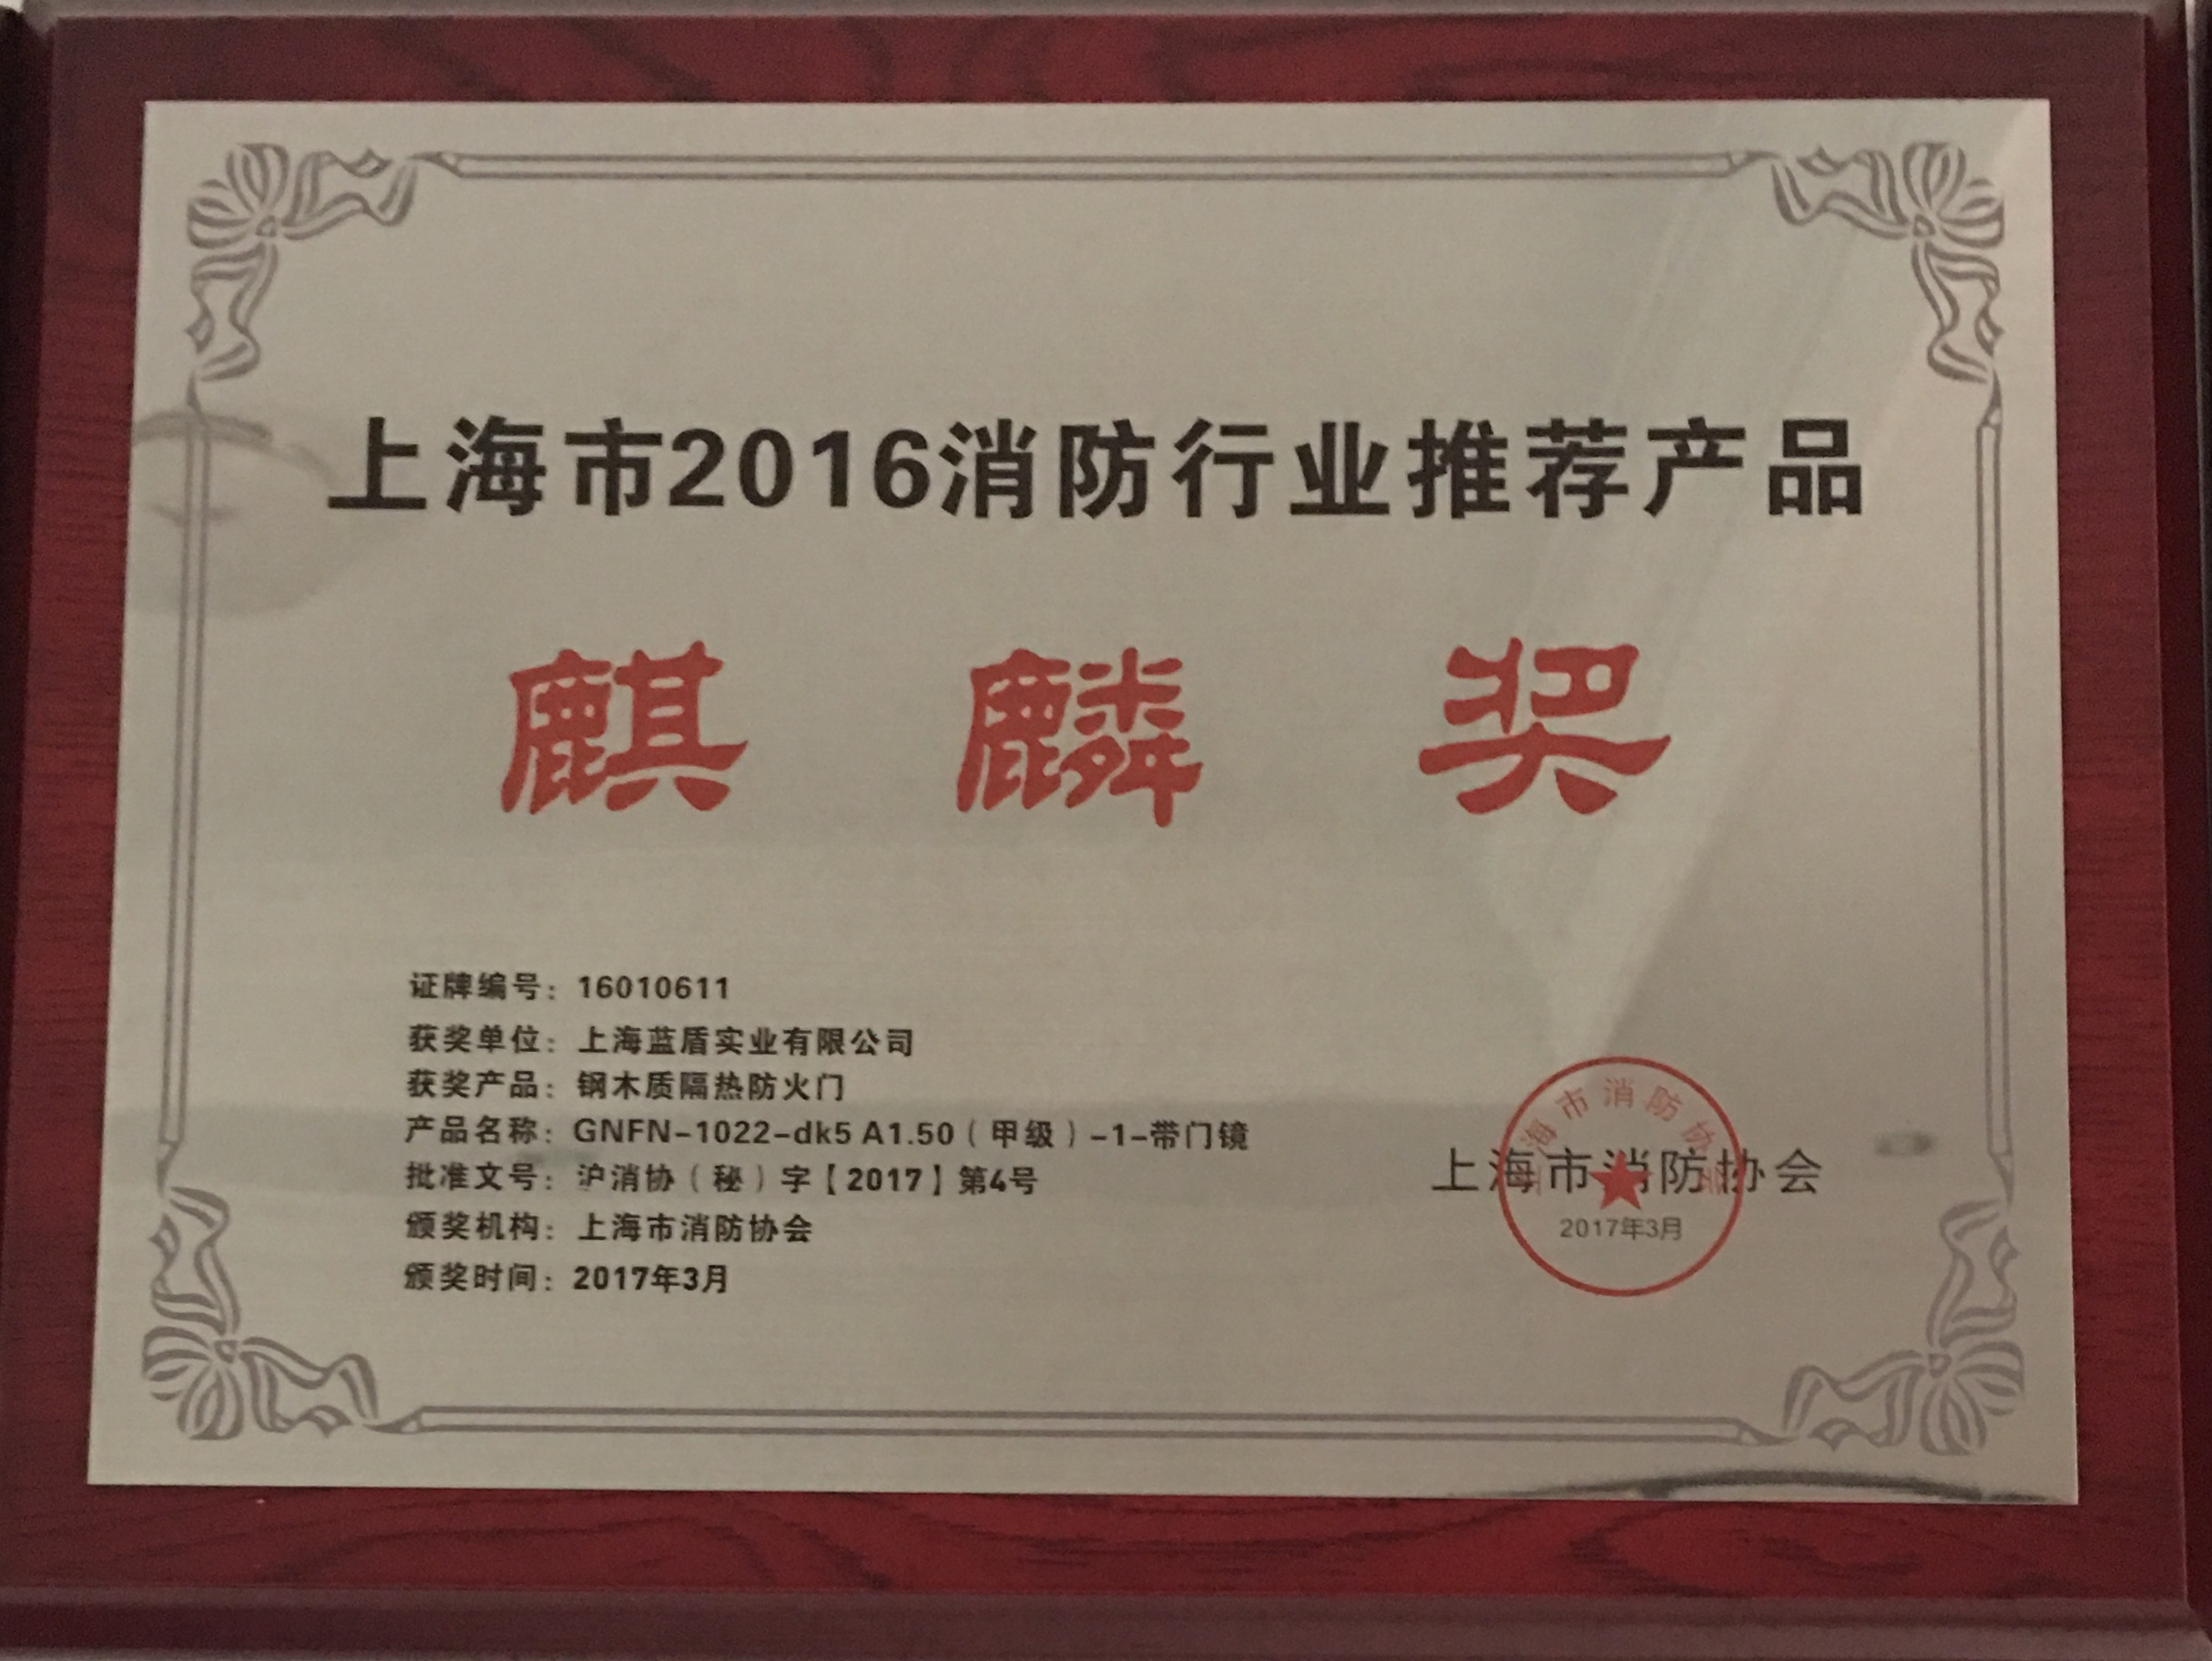 上海市2016消防行业推荐产品
麒麟奖
证牌编号：16010611
获奖单位：上海蓝盾实业有限公司
获奖产品：钢木质隔热防火门
产品名称：GNFN-1022-dk5 A1.50（甲级）-1-带门镜
批准文号：沪消协（秘）字【2017】第4号
颁奖机构：上海市消防协会
颁奖时间：2017年3月
上海市消防协会
上海市消防协会
2017年3月